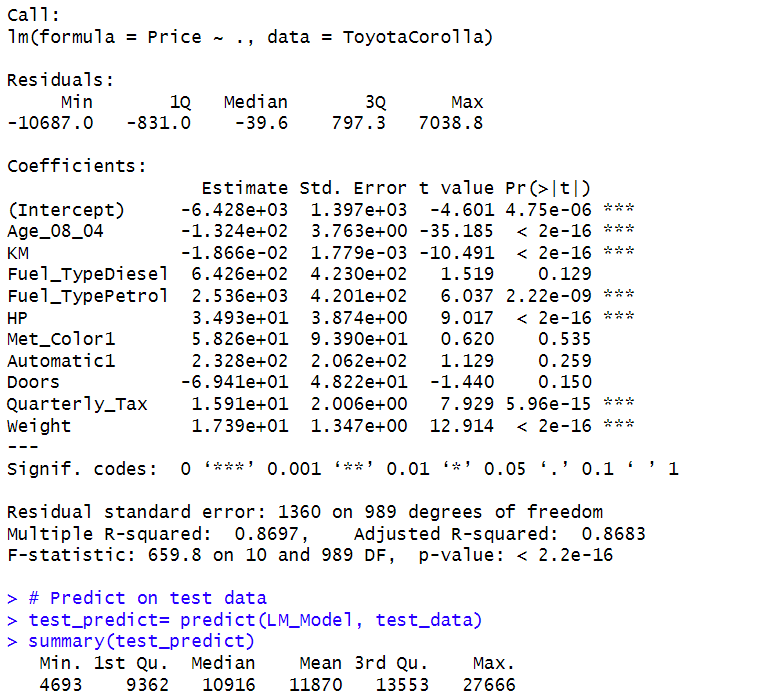 Call:
lm(formula = Price ~ ., data = ToyotaCorolla)
Residuals:
     Min       1Q   Median       3Q      Max
-10687.0   -831.0    -39.6    797.3   7038.8
Coefficients:
                  Estimate Std. Error t value Pr(>|t|)
(Intercept)     -6.428e+03  1.397e+03  -4.601 4.75e-06 ***
Age_08_04       -1.324e+02  3.763e+00 -35.185  < 2e-16 ***
KM              -1.866e-02  1.779e-03 -10.491  < 2e-16 ***
Fuel_TypeDiesel  6.426e+02  4.230e+02   1.519    0.129
Fuel_TypePetrol  2.536e+03  4.201e+02   6.037 2.22e-09 ***
HP               3.493e+01  3.874e+00   9.017  < 2e-16 ***
Met_Color1       5.826e+01  9.390e+01   0.620    0.535
Automatic1       2.328e+02  2.062e+02   1.129    0.259
Doors           -6.941e+01  4.822e+01  -1.440    0.150
Quarterly_Tax    1.591e+01  2.006e+00   7.929 5.96e-15 ***
Weight           1.739e+01  1.347e+00  12.914  < 2e-16 ***
---
Signif. codes:  0 ‘***’ 0.001 ‘**’ 0.01 ‘*’ 0.05 ‘.’ 0.1 ‘ ’ 1
Residual standard error: 1360 on 989 degrees of freedom
Multiple R-squared:  0.8697,    Adjusted R-squared:  0.8683
F-statistic: 659.8 on 10 and 989 DF,  p-value: < 2.2e-16
> # Predict on test data
> test_predict= predict(LM_Model, test_data)
> summary(test_predict)
   Min. 1st Qu.  Median    Mean 3rd Qu.    Max.
   4693    9362   10916   11870   13553   27666